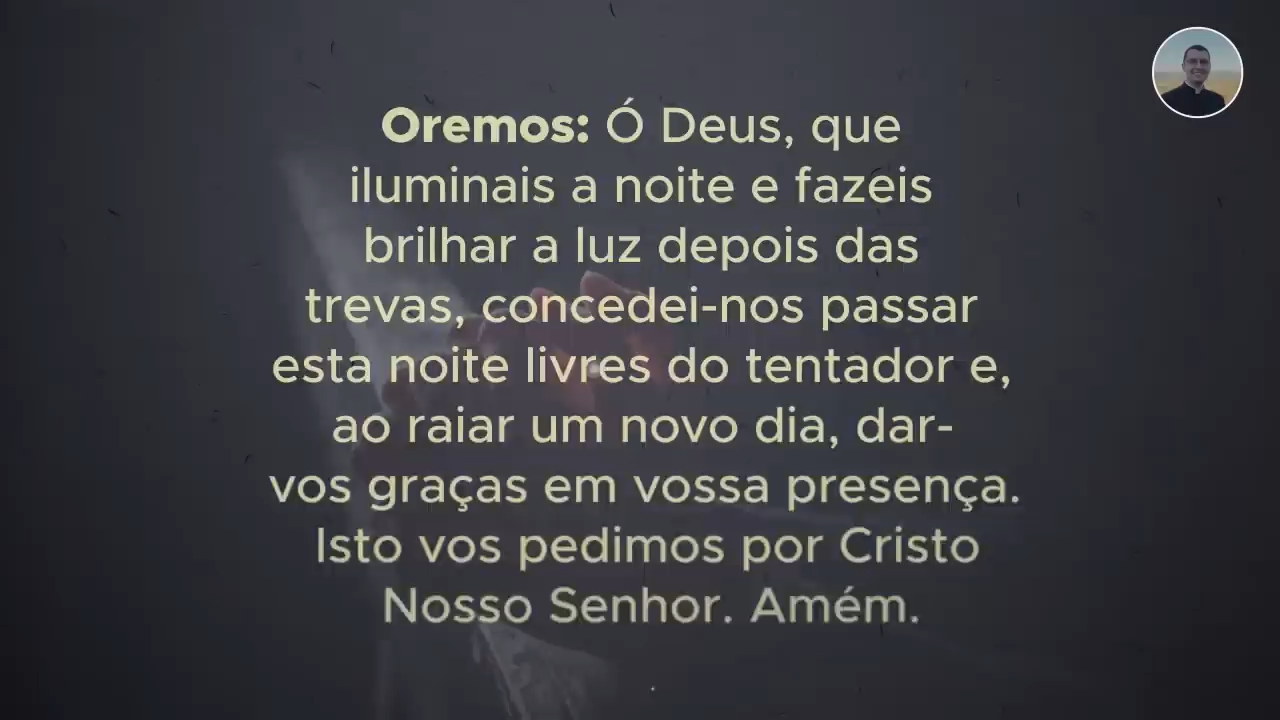 Oremos: Ó Deus, que
iluminais a noite e fazeis
brilhar a luz depois das
trevas, concedei-nos passar
esta noite livres do tentador e,
ao raiar um novo dia, dar-
vos graças em vossa presença.
Isto vos pedimos por Cristo
Nosso Senhor. Amém.